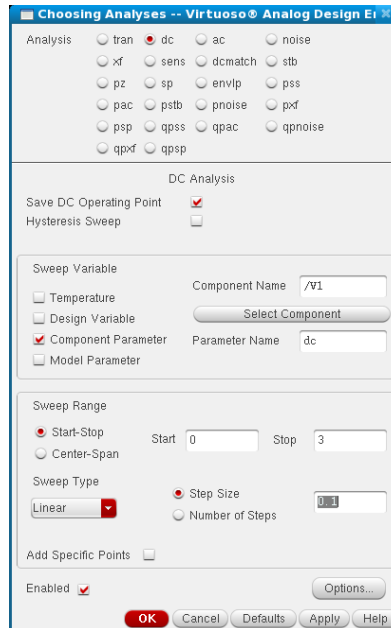 Choosing Analyses -- Virtuoso® Analog Design En
Analysis tran dc ac noise
xf sens dcmatch stb
pz sp envlp pss
pac pstb pnoise pxf
psp qpss qpac qpnoise
qpxf qpsp
DC Analysis
Save DC Operating Point
Hysteresis Sweep
Sweep Variable
Temperature
Design Variable
Component Parameter
Model Parameter
Component Name /V1
Select Component
Parameter Name dc
Sweep Range
Start-Stop
Center-Span
Start 0 Stop 3
Sweep Type
Linear
Step Size
Number of Steps
0.1
Add Specific Points
Enabled
Options...
OK Cancel Defaults Apply Help